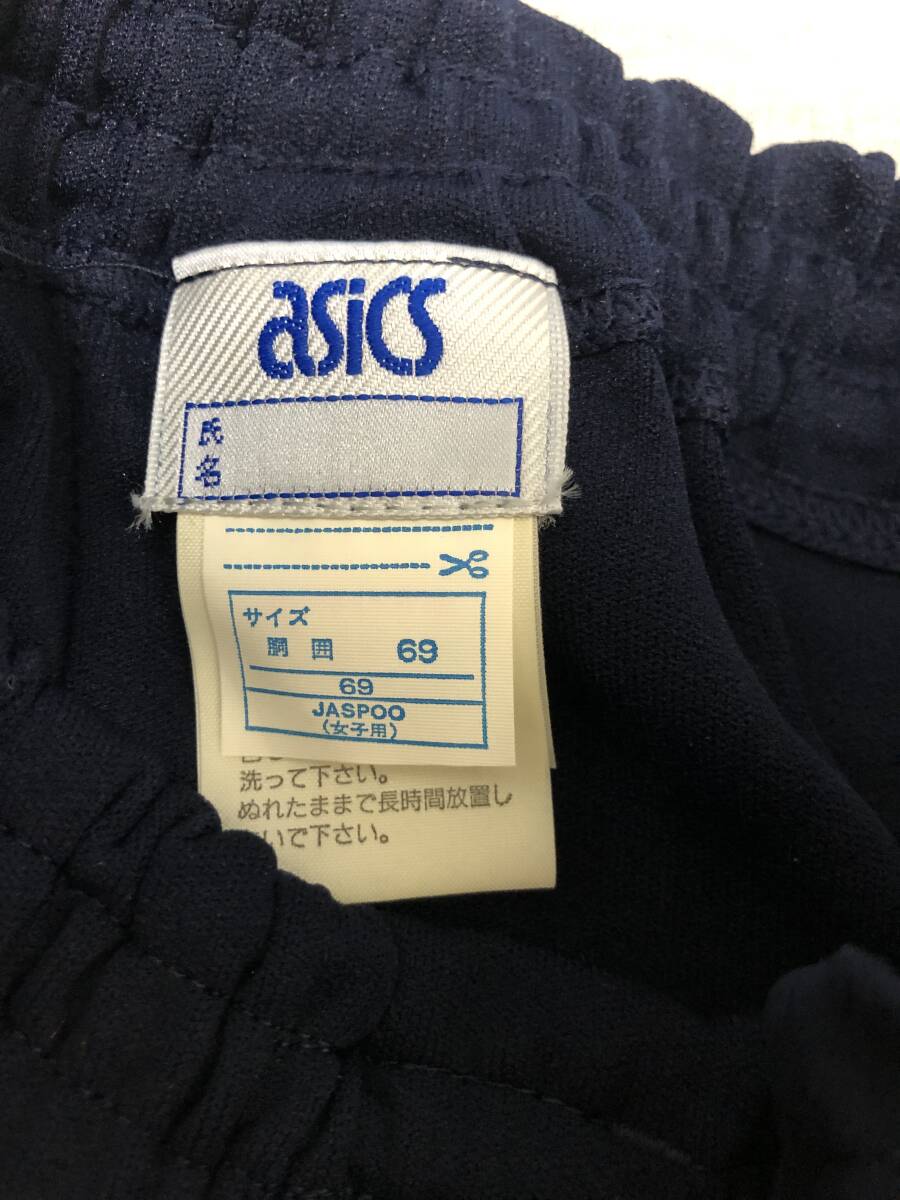 asics
氏名
サイズ
胴囲 69
69
JASPOO
(女子用)
洗って下さい。
ぬれたままで長時間放置し
いで下さい。